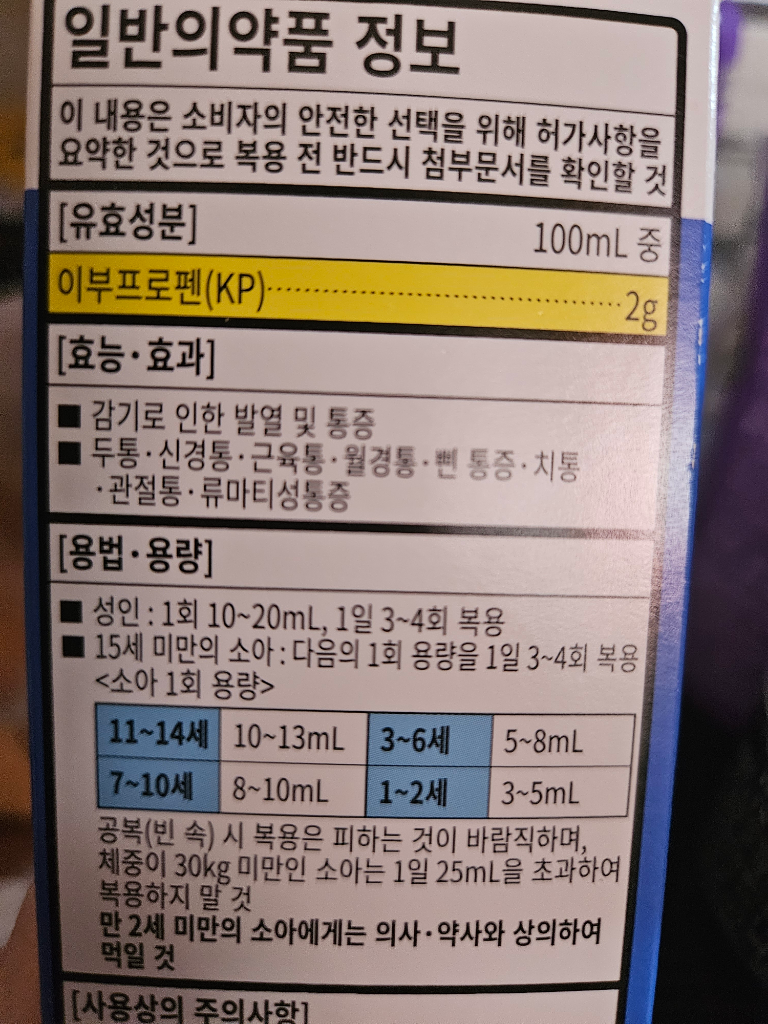 일반의약품 정보
이 내용은 소비자의 안전한 선택을 위해 허가사항을
요약한 것으로 복용 전 반드시 첨부문서를 확인할 것
[유효성분] 100mL 중
이부프로펜(KP)··········································2g
[효능·효과]
■ 감기로 인한 발열 및 통증
■ 두통·신경통·근육통·월경통·삔 통증·치통
·관절통·류마티성통증
[용법·용량]
■ 성인 : 1회 10~20mL, 1일 3~4회 복용
■ 15세 미만의 소아 : 다음의 1회 용량을 1일 3~4회 복용
<소아 1회 용량>
11~14세 10~13mL 3~6세 5~8mL
7~10세 8~10mL 1~2세 3~5mL
공복(빈 속) 시 복용은 피하는 것이 바람직하며,
체중이 30kg 미만인 소아는 1일 25mL을 초과하여
복용하지 말 것
만 2세 미만의 소아에게는 의사·약사와 상의하여
먹일 것
[사용상의 주의사항]